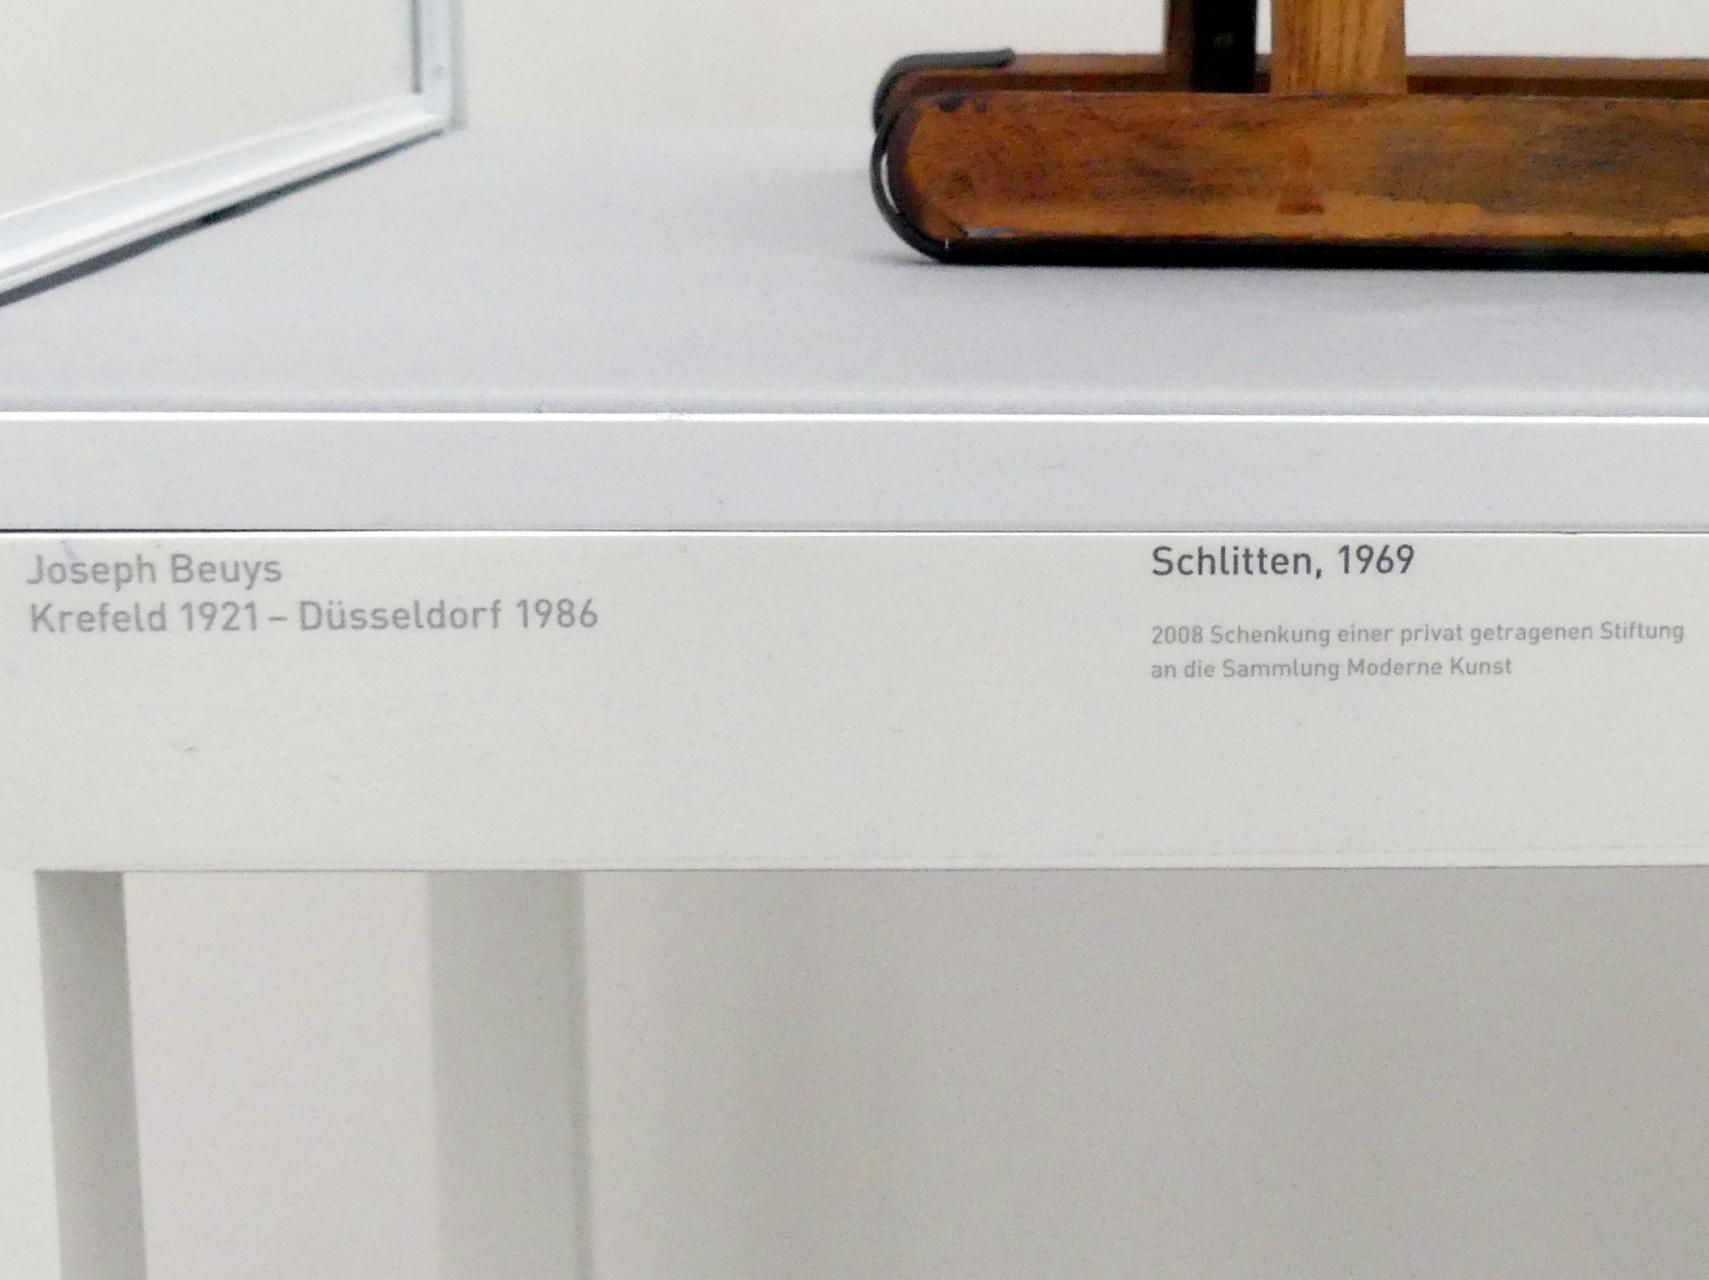 Joseph Beuys
Krefeld 1921 – Düsseldorf 1986
Schlitten, 1969
2008 Schenkung einer privat getragenen Stiftung
an die Sammlung Moderne Kunst